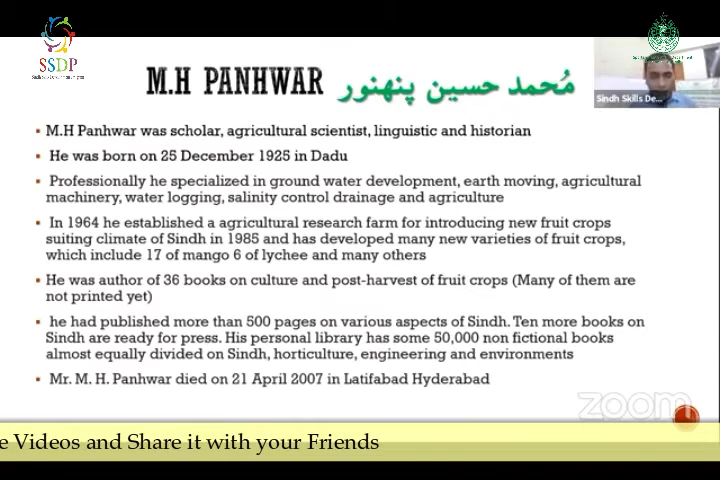 SSDP
M.H PANHWAR مُحمد حسين پنهنور
Sindh Skills De...
▪ M.H Panhwar was scholar, agricultural scientist, linguistic and historian
▪ He was born on 25 December 1925 in Dadu
▪ Professionally he specialized in ground water development, earth moving, agricultural
machinery, water logging, salinity control drainage and agriculture
▪ In 1964 he established a agricultural research farm for introducing new fruit crops
suiting climate of Sindh in 1985 and has developed many new varieties of fruit crops,
which include 17 of mango 6 of lychee and many others
▪ He was author of 36 books on culture and post-harvest of fruit crops (Many of them are
not printed yet)
▪ he had published more than 500 pages on various aspects of Sindh. Ten more books on
Sindh are ready for press. His personal library has some 50,000 non fictional books
almost equally divided on Sindh, horticulture, engineering and environments
▪ Mr. M. H. Panhwar died on 21 April 2007 in Latifabad Hyderabad
zoom
e Videos and Share it with your Friends